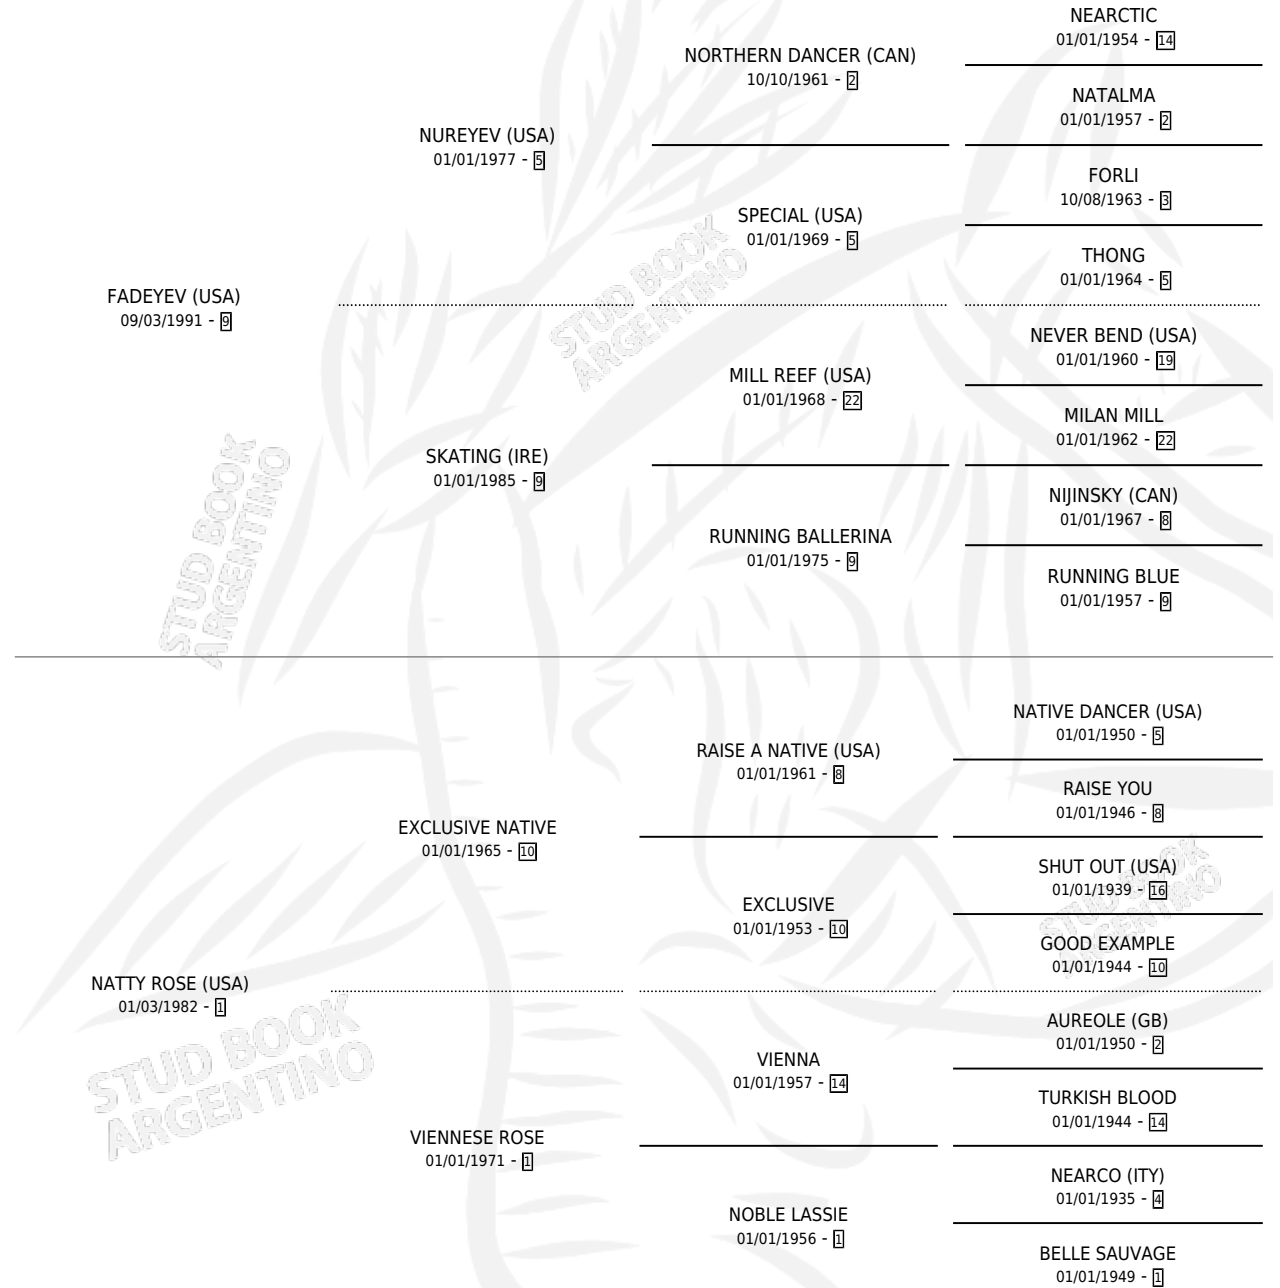 NEARCTIC
01/01/1954 - 14
NORTHERN DANCER (CAN)
10/10/1961 - 2
NATALMA
01/01/1957 - 2
NUREYEV (USA)
01/01/1977 - 5
FORLI
10/08/1963 - 3
SPECIAL (USA)
01/01/1969 - 5
THONG
01/01/1964 - 5
FADEYEV (USA)
09/03/1991 - 9
NEVER BEND (USA)
01/01/1960 - 19
MILL REEF (USA)
01/01/1968 - 22
MILAN MILL
01/01/1962 - 22
SKATING (IRE)
01/01/1985 - 9
NIJINSKY (CAN)
01/01/1967 - 8
RUNNING BALLERINA
01/01/1975 - 9
RUNNING BLUE
01/01/1957 - 9
NATIVE DANCER (USA)
01/01/1950 - 5
RAISE A NATIVE (USA)
01/01/1961 - 8
RAISE YOU
01/01/1946 - 8
EXCLUSIVE NATIVE
01/01/1965 - 10
SHUT OUT (USA)
01/01/1939 - 16
EXCLUSIVE
01/01/1953 - 10
GOOD EXAMPLE
01/01/1944 - 10
NATTY ROSE (USA)
01/03/1982 - 1
AUREOLE (GB)
01/01/1950 - 2
VIENNA
01/01/1957 - 14
TURKISH BLOOD
01/01/1944 - 14
VIENNESE ROSE
01/01/1971 - 1
NEARCO (ITY)
01/01/1935 - 4
NOBLE LASSIE
01/01/1956 - 1
BELLE SAUVAGE
01/01/1949 - 1
STUD BOOK
ARGENTINO
STUD BOOK
ARGENTINO
STUD BOOK
ARGENTINO
STUD BOOK
ARGENTINO